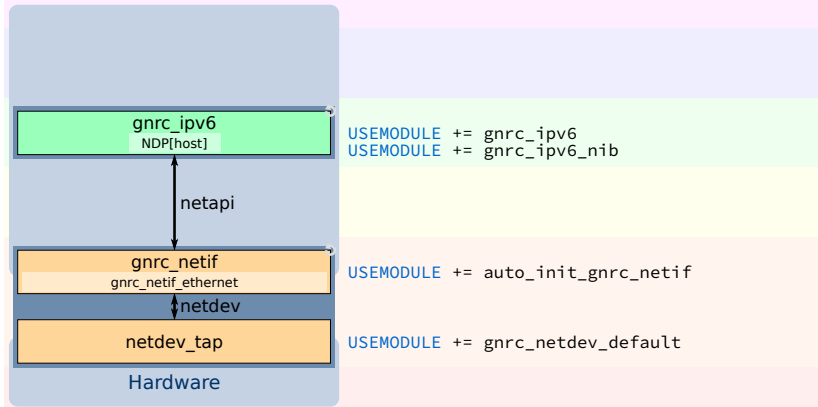 gnrc_ipv6
NDP[host]
USEMODULE += gnrc_ipv6
USEMODULE += gnrc_ipv6_nib
netapi
gnrc_netif
gnrc_netif_ethernet
USEMODULE += auto_init_gnrc_netif
netdev
netdev_tap
USEMODULE += gnrc_netdev_default
Hardware